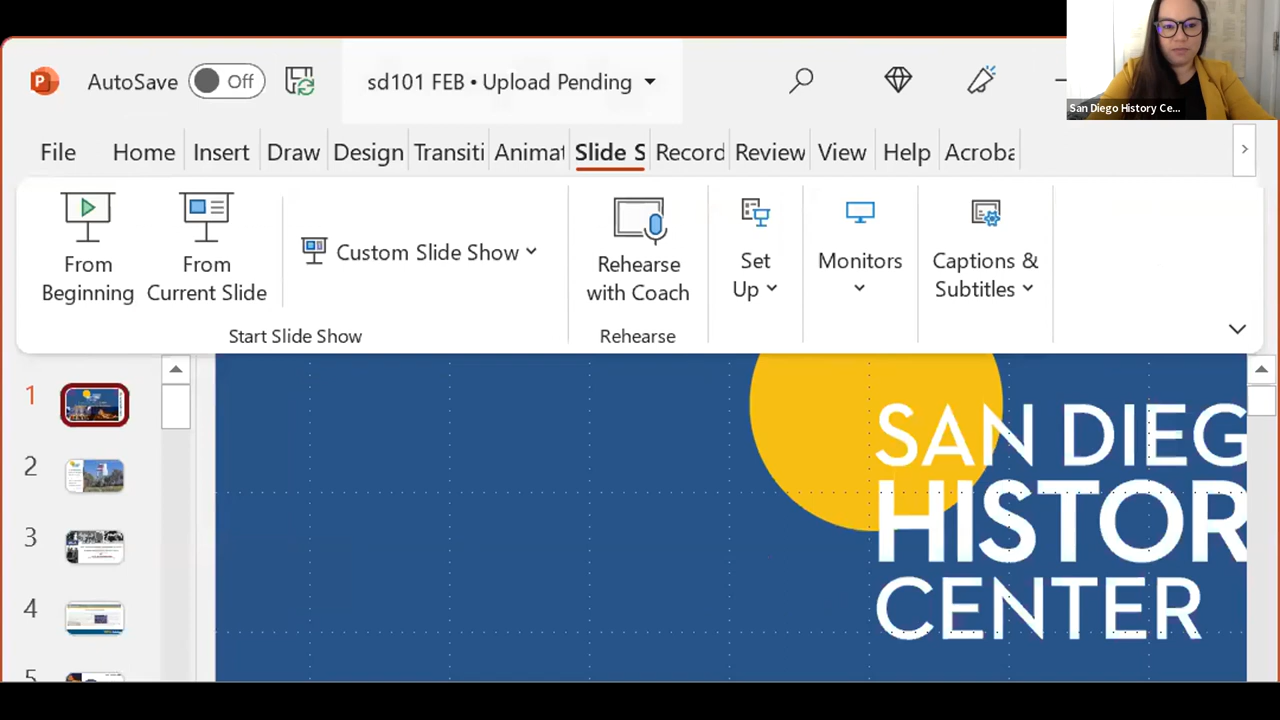 San Diego History Ce...
AutoSave Off sd101 FEB • Upload Pending
File Home Insert Draw Design Transiti Animat Slide S Record Review View Help Acroba
From Beginning
From Current Slide
Custom Slide Show
Rehearse with Coach
Set Up
Monitors
Captions & Subtitles
Start Slide Show
Rehearse
1
2
3
4
5
SAN DIEG
HISTOR
CENTER